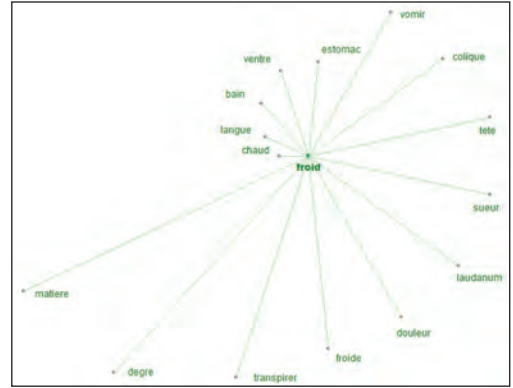 vomir
estomac
colique
ventre
bain
tete
langue
chaud
froid
sueur
laudanum
matiere
douleur
froide
degre
transpirer